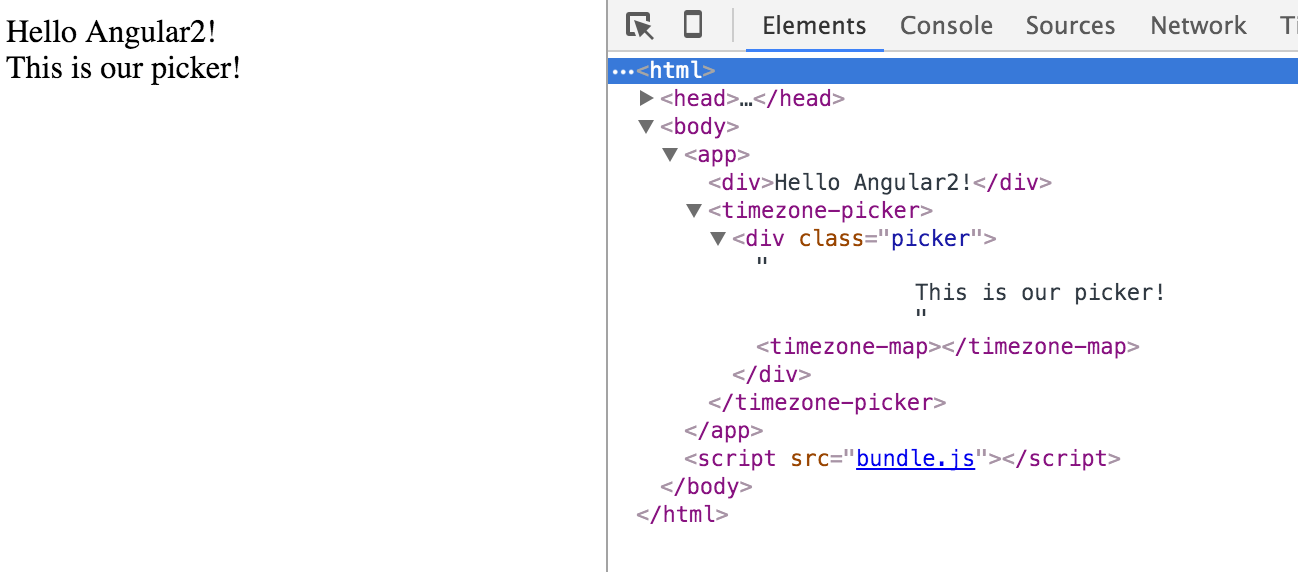 Hello Angular2!
This is our picker!
Elements Console Sources Network Ti
…<html>
<head>…</head>
<body>
<app>
<div>Hello Angular2!</div>
<timezone-picker>
<div class="picker">
"
This is our picker!
"
<timezone-map></timezone-map>
</div>
</timezone-picker>
</app>
<script src="bundle.js"></script>
</body>
</html>